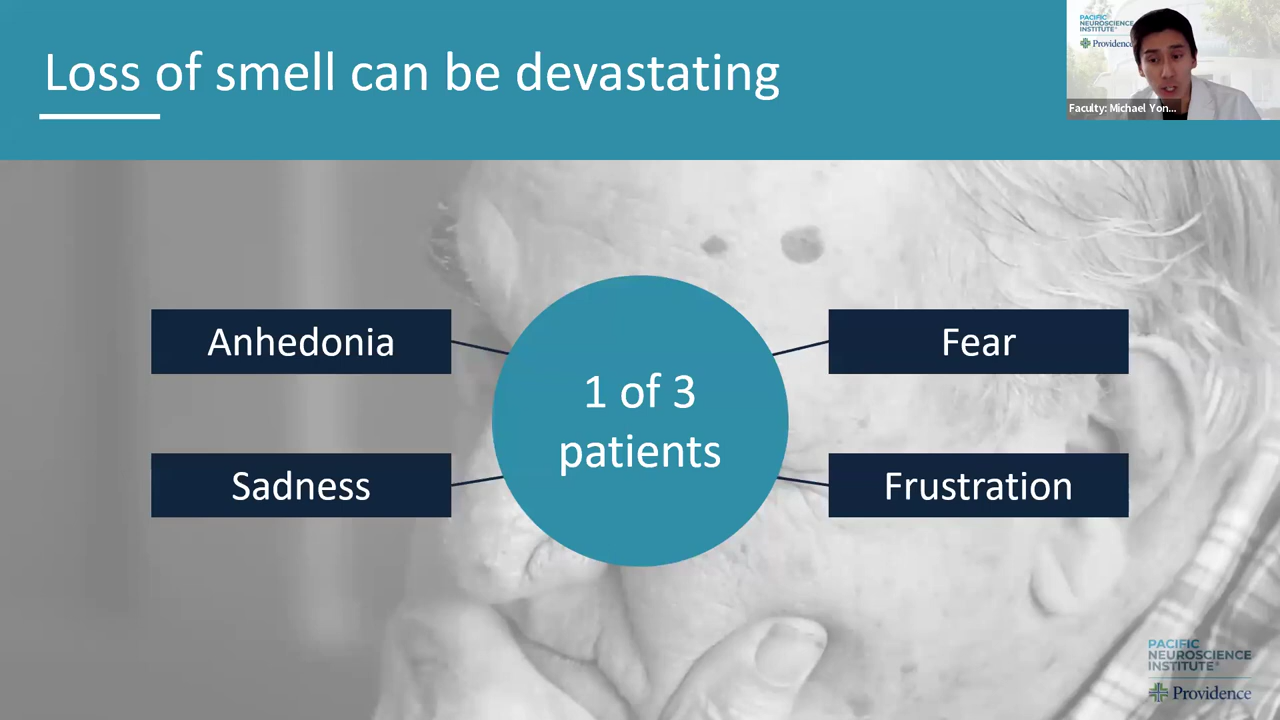 Loss of smell can be devastating
PACIFIC
NEUROSCIENCE
INSTITUTE®
Providence
Faculty: Michael Yon...
Anhedonia
Fear
1 of 3
patients
Sadness
Frustration
PACIFIC
NEUROSCIENCE
INSTITUTE®
Providence